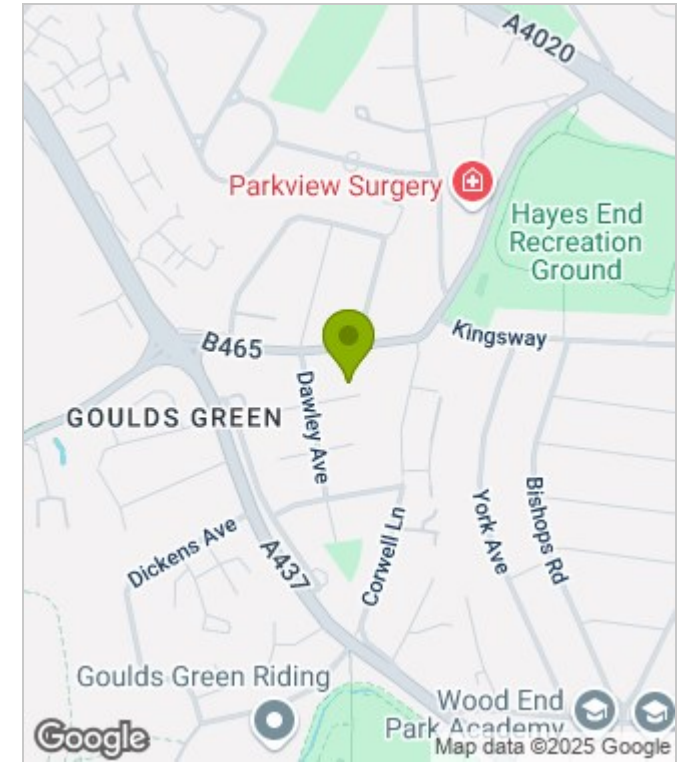 A4020
Parkview Surgery
Hayes End
Recreation
Ground
Kingsway
B465
Dawley Ave
GOULDS GREEN
Dickens Ave
A437
Corwell Ln
York Ave
Bishops Rd
Goulds Green Riding
Wood End
Park Academy
Google
Map data ©2025 Google